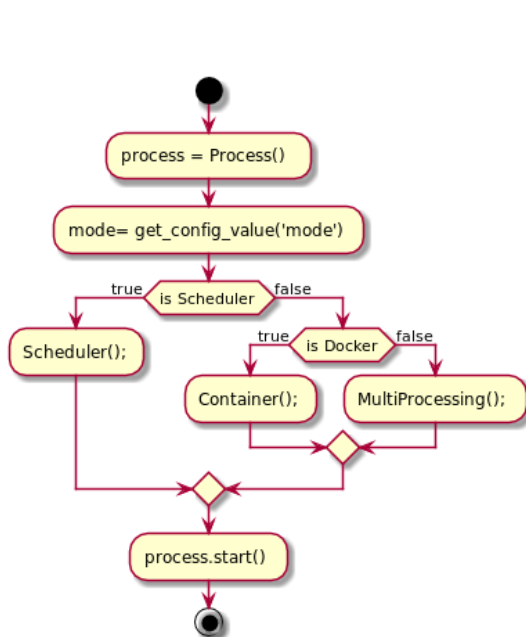 process = Process()
mode= get_config_value('mode')
true
is Scheduler
false
Scheduler();
true
is Docker
false
Container();
MultiProcessing();
process.start()